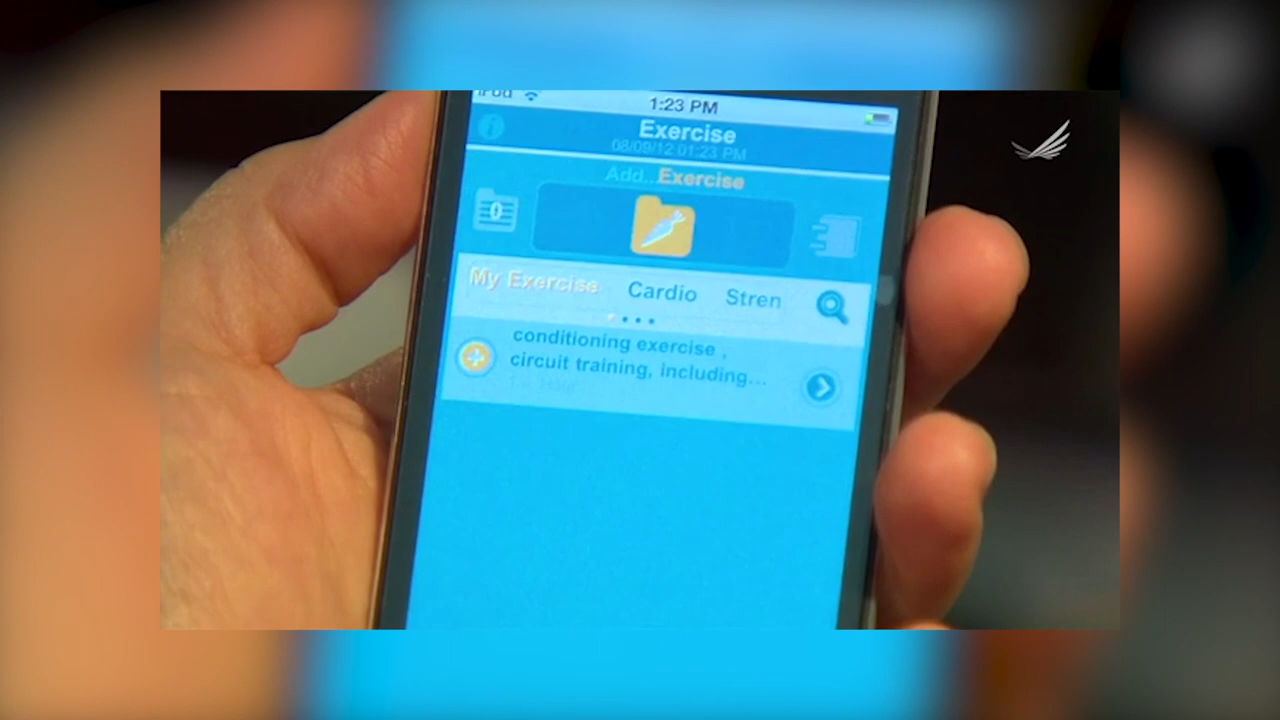 iPod 1:23 PM
Exercise
08/09/12 01:23 PM
Add...Exercise
0
My Exercise Cardio Stren
conditioning exercise ,
circuit training, including...
Hour